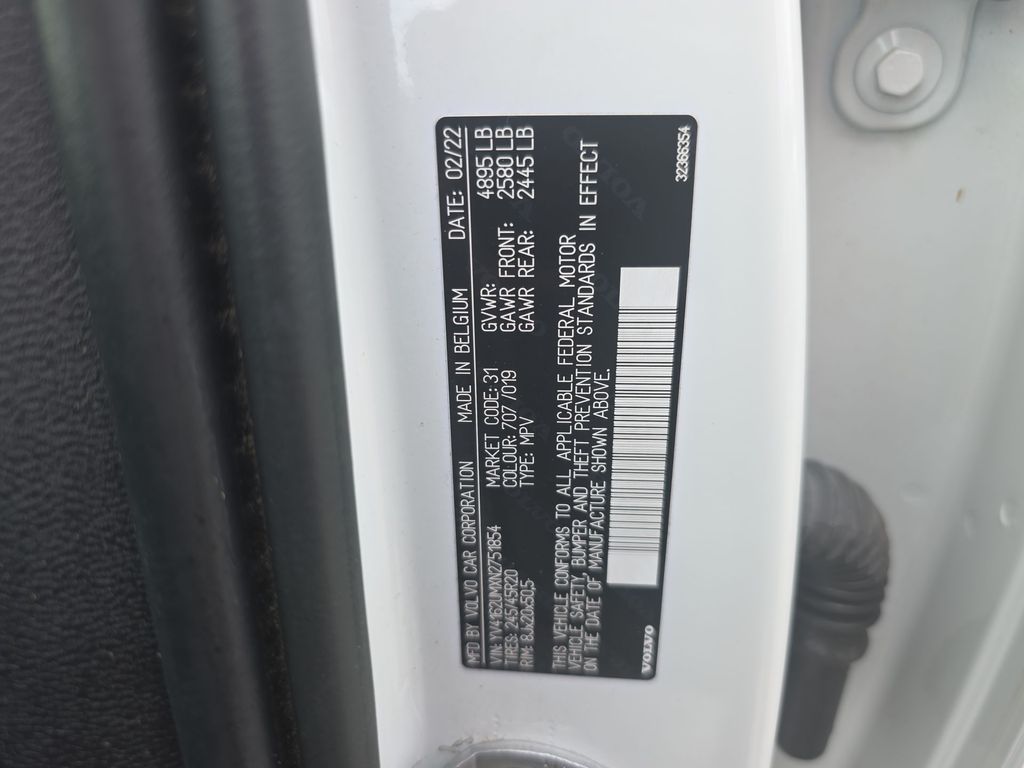 MFD BY VOLVO CAR CORPORATION MADE IN BELGIUM DATE: 02/22
VIN: YV4162UMXN2751854 MARKET CODE: 31 GVWR: 4895 LB
TIRES: 245/45R20 COLOUR: 707 /019 GAWR FRONT: 2580 LB
RIM: 8Jx20x50.5 TYPE: MPV GAWR REAR: 2445 LB
THIS VEHICLE CONFORMS TO ALL APPLICABLE FEDERAL MOTOR
VEHICLE SAFETY, BUMPER AND THEFT PREVENTION STANDARDS IN EFFECT
ON THE DATE OF MANUFACTURE SHOWN ABOVE.
VOLVO
32366354